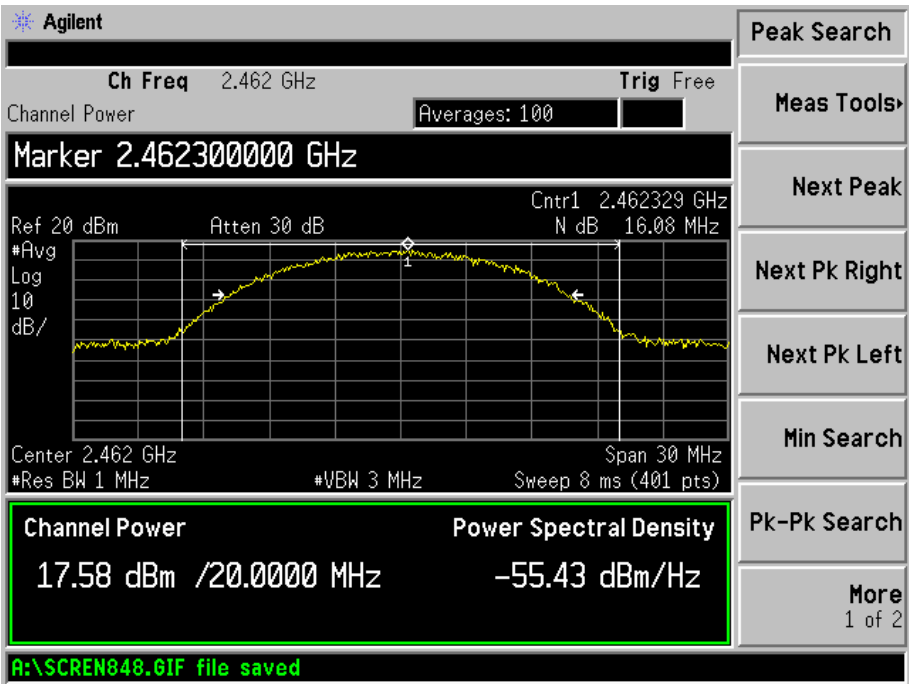 Agilent
Peak Search
Ch Freq 2.462 GHz Trig Free
Channel Power Averages: 100
Meas Tools▸
Marker 2.462300000 GHz
Next Peak
Cntr1 2.462329 GHz
Ref 20 dBm Atten 30 dB N dB 16.08 MHz
#Avg
Log
10
dB/
1
Next Pk Right
Next Pk Left
Min Search
Center 2.462 GHz Span 30 MHz
#Res BW 1 MHz #VBW 3 MHz Sweep 8 ms (401 pts)
Channel Power Power Spectral Density
17.58 dBm /20.0000 MHz -55.43 dBm/Hz
Pk-Pk Search
More
1 of 2
A:\SCREN848.GIF file saved